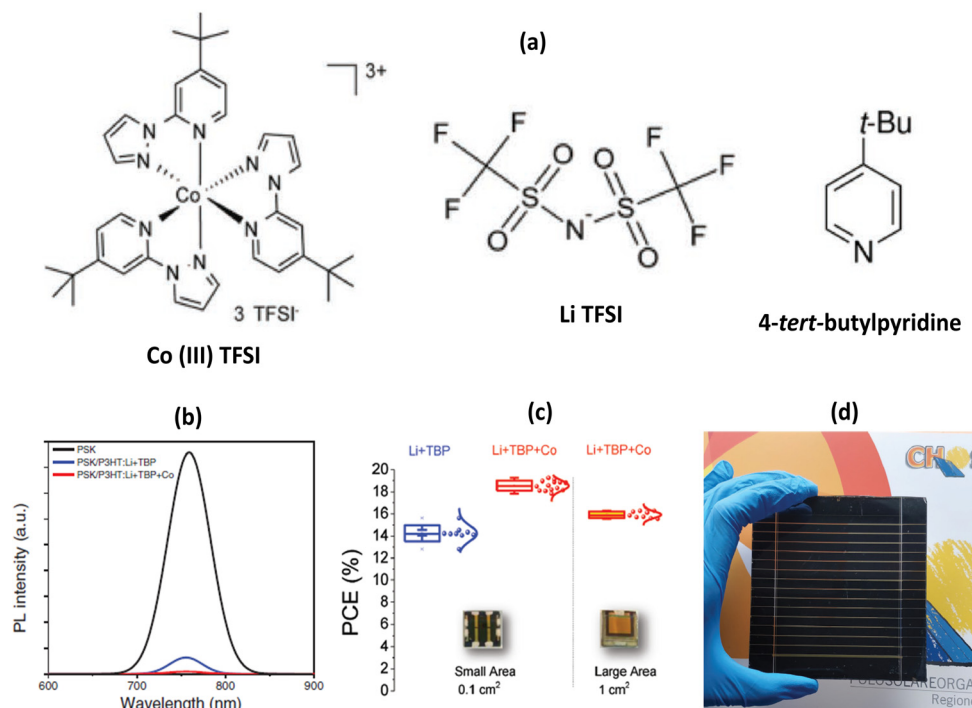 (a)
3+
N
N
N
N
Co
N
N
N
N
N
3 TFSI-
Co (III) TFSI
F
F
F
S
O
O
N-
S
O
O
F
F
F
Li TFSI
t-Bu
N
4-tert-butylpyridine
(b)
PSK
PSK/P3HT:Li+TBP
PSK/P3HT:Li+TBP+Co
PL intensity (a.u.)
600
700
800
900
Wavelength (nm)
(c)
Li+TBP
Li+TBP+Co
Li+TBP+Co
20
18
16
14
12
10
8
6
4
2
0
PCE (%)
Small Area
0.1 cm²
Large Area
1 cm²
(d)
CH
POLOSOLAREORGA
Region